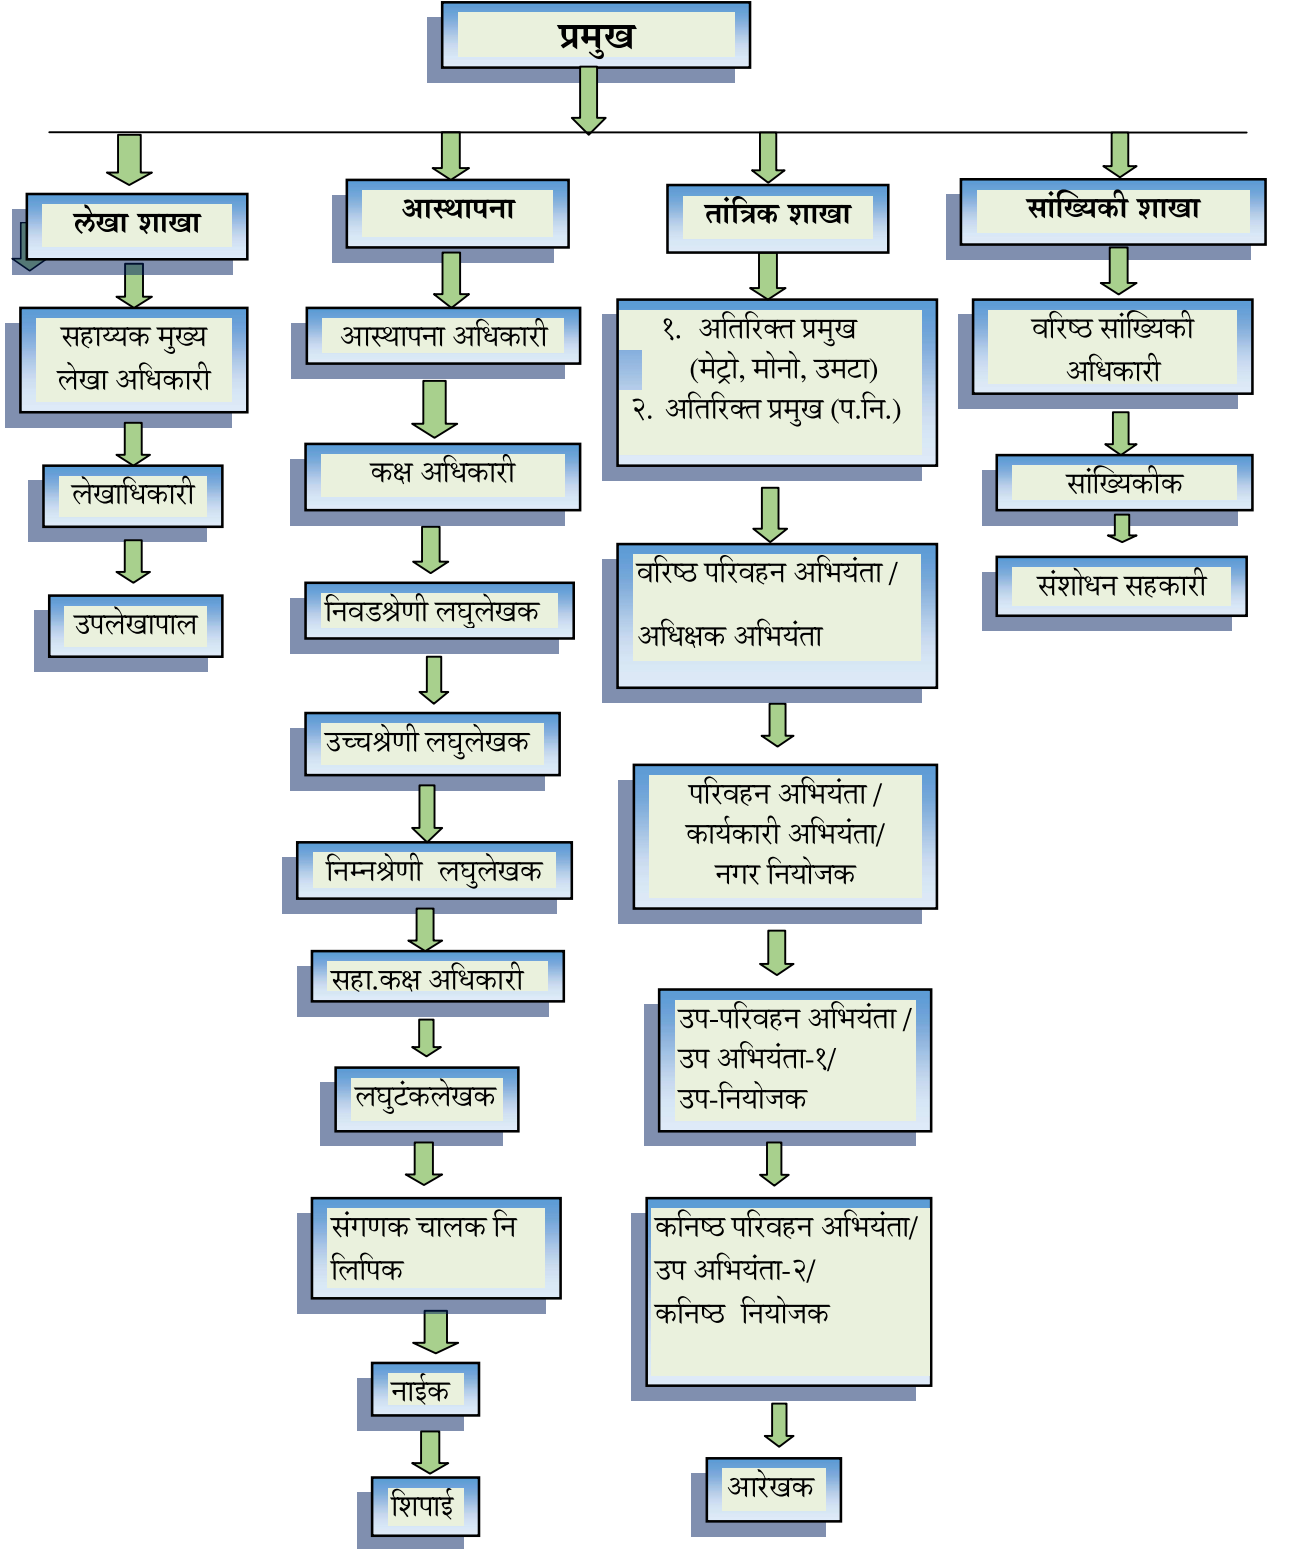 प्रमुख
लेखा शाखा
सहाय्यक मुख्य
लेखा अधिकारी
लेखाधिकारी
उपलेखापाल
आस्थापना
आस्थापना अधिकारी
कक्ष अधिकारी
निवडश्रेणी लघुलेखक
उच्चश्रेणी लघुलेखक
निम्नश्रेणी लघुलेखक
सहा.कक्ष अधिकारी
लघुटंकलेखक
संगणक चालक नि
लिपिक
नाईक
शिपाई
तांत्रिक शाखा
१. अतिरिक्त प्रमुख
(मेट्रो, मोनो, उमटा)
२. अतिरिक्त प्रमुख (प.नि.)
वरिष्ठ परिवहन अभियंता /
अधिक्षक अभियंता
परिवहन अभियंता /
कार्यकारी अभियंता/
नगर नियोजक
उप-परिवहन अभियंता /
उप अभियंता-१/
उप-नियोजक
कनिष्ठ परिवहन अभियंता/
उप अभियंता-२/
कनिष्ठ नियोजक
आरेखक
सांख्यिकी शाखा
वरिष्ठ सांख्यिकी
अधिकारी
सांख्यिकीक
संशोधन सहकारी